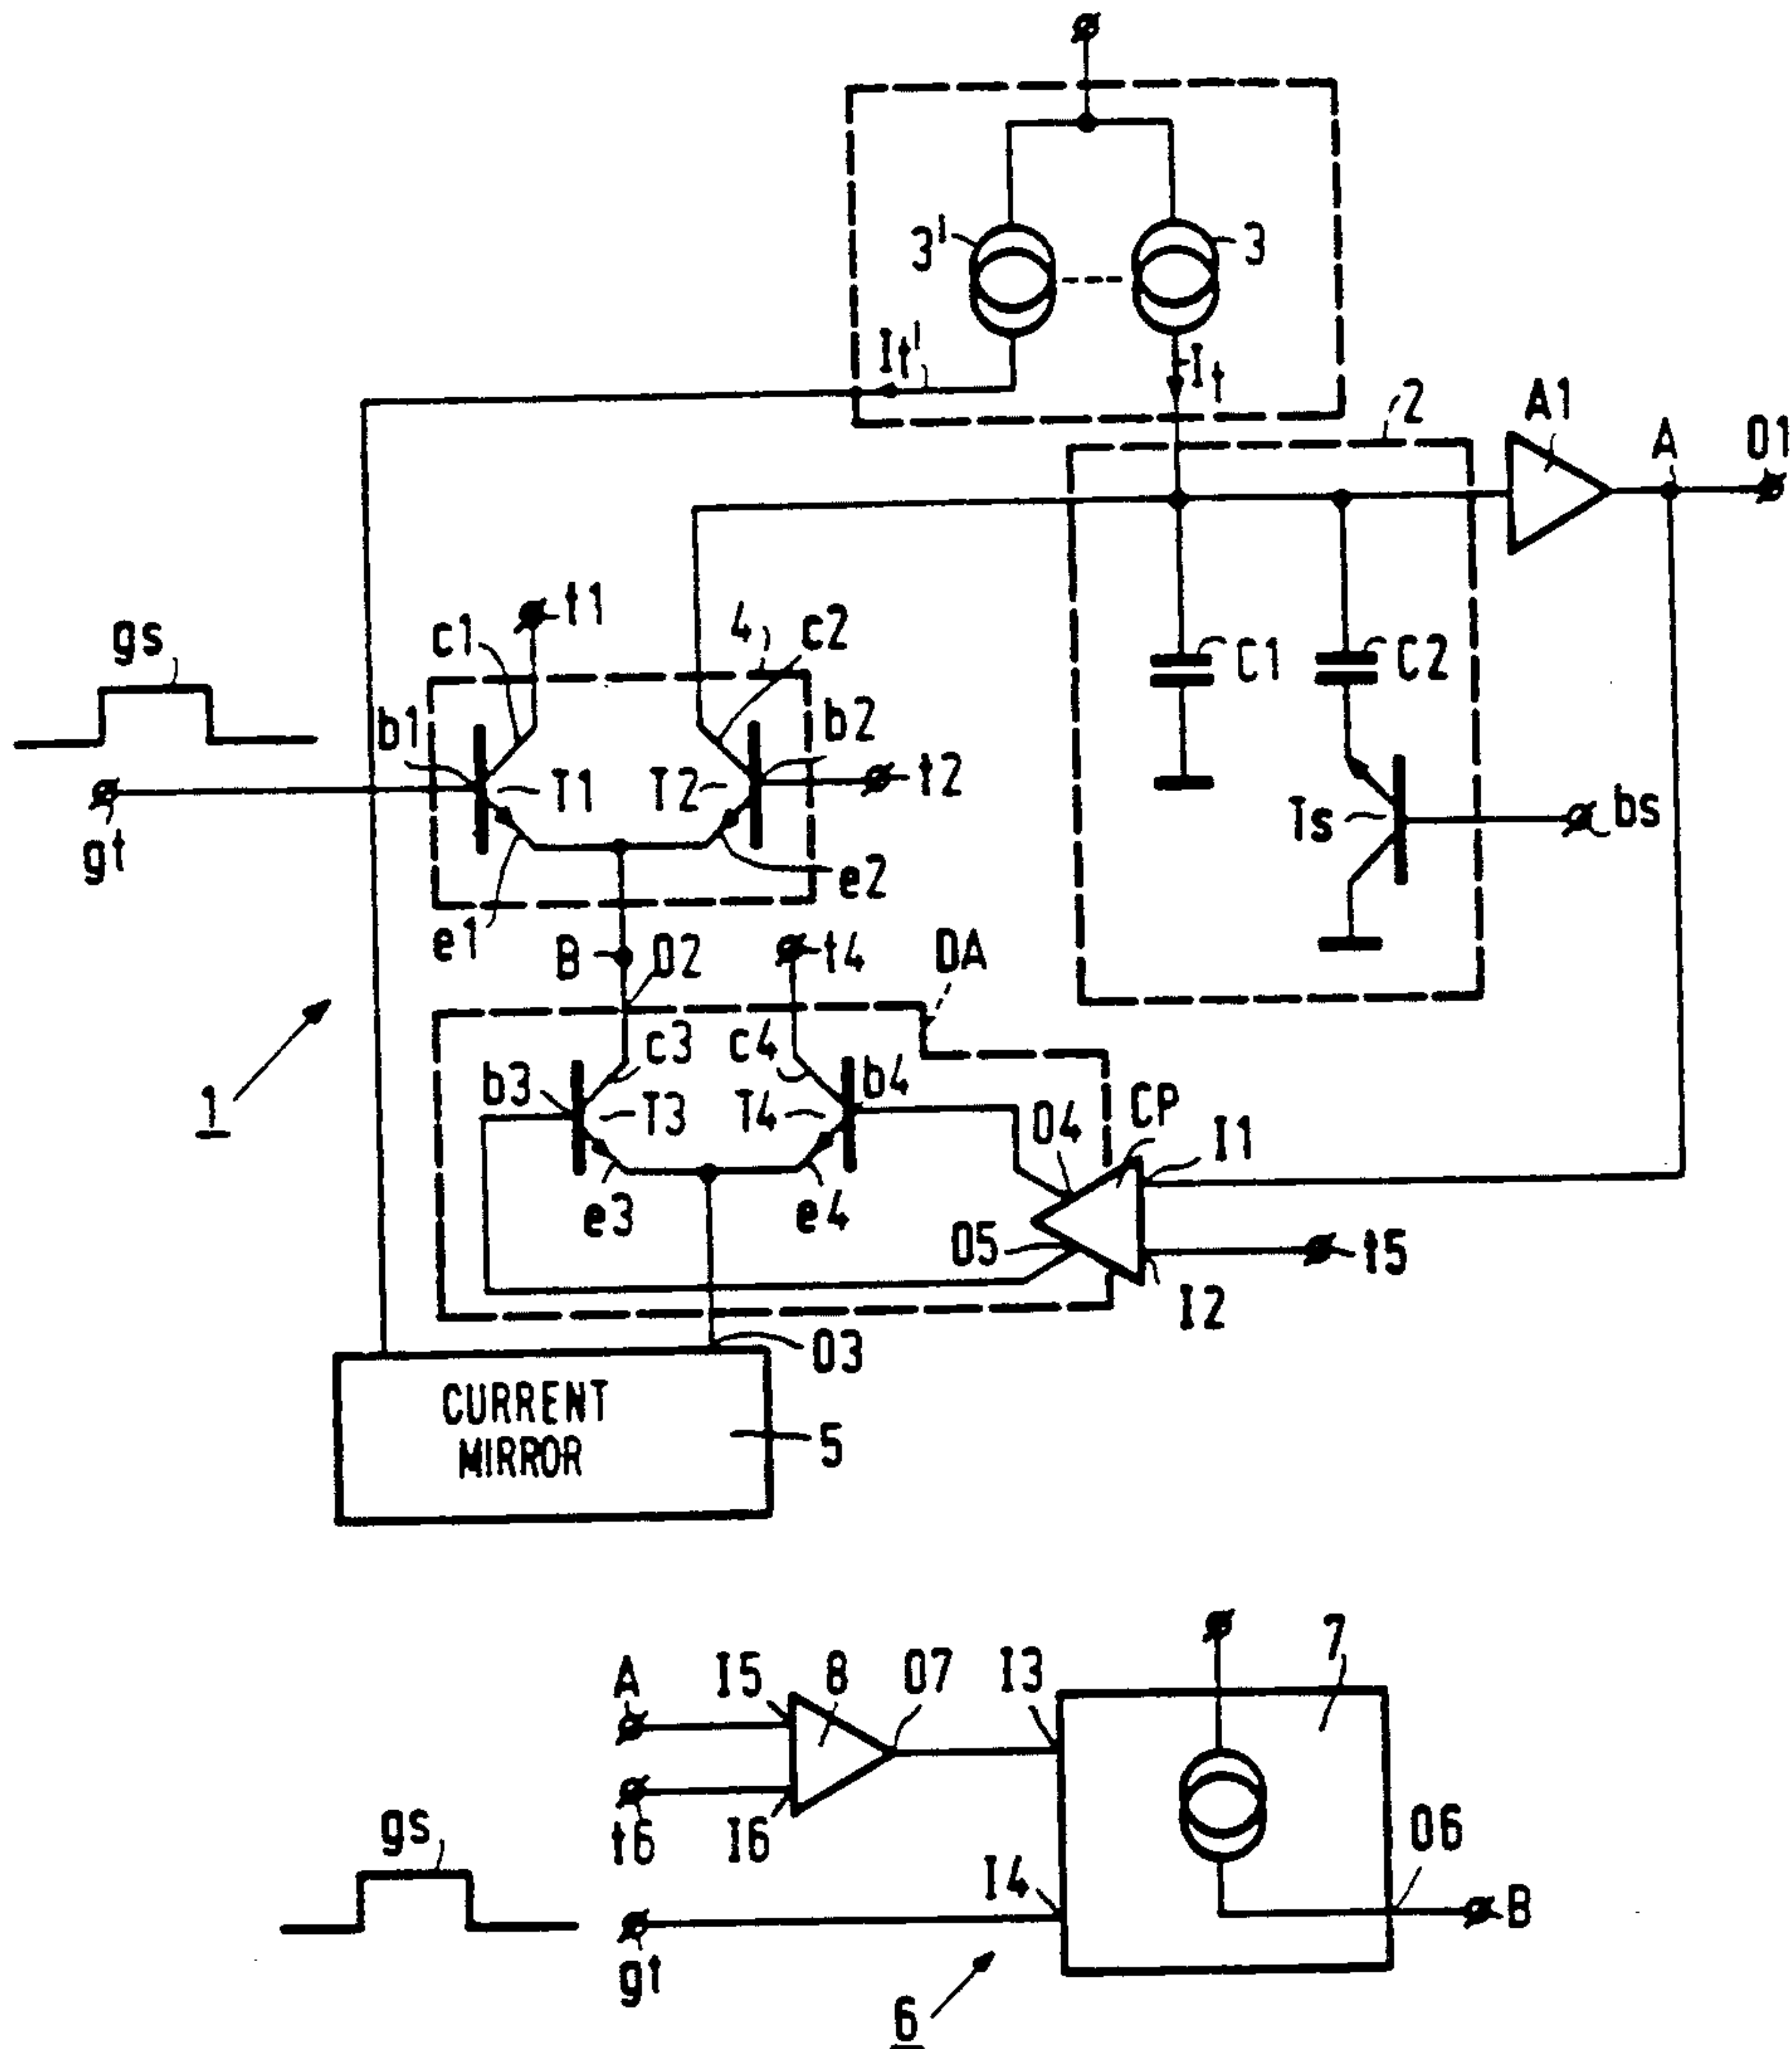 3'
3
It'
It
2
A1
A
01
t1
gs
c1
4
c2
b1
b2
C1
C2
T1
T2
t2
gt
Ts
bs
e1
e2
B
02
t4
DA
c3
c4
b3
b4
T3
T4
04
CP
I1
1
e3
e4
05
t5
I2
03
CURRENT
MIRROR
5
A
I5
8
07
I3
7
t6
I6
gs
I4
06
B
gt
6